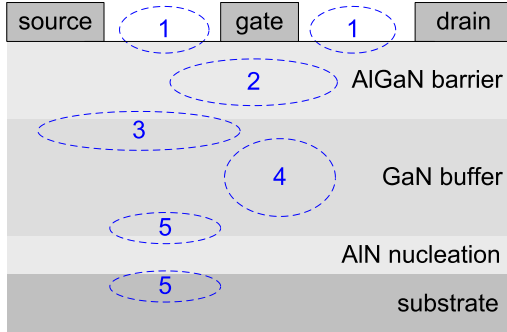 source 1 gate 1 drain
2 AlGaN barrier
3
4 GaN buffer
5
AlN nucleation
5
substrate